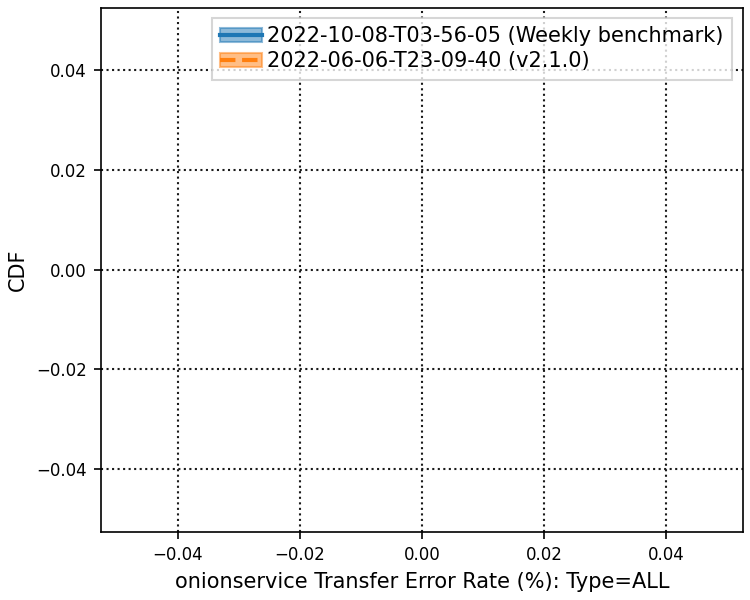 2022-10-08-T03-56-05 (Weekly benchmark)
2022-06-06-T23-09-40 (v2.1.0)
0.04
0.02
0.00
−0.02
−0.04
CDF
−0.04 −0.02 0.00 0.02 0.04
onionservice Transfer Error Rate (%): Type=ALL